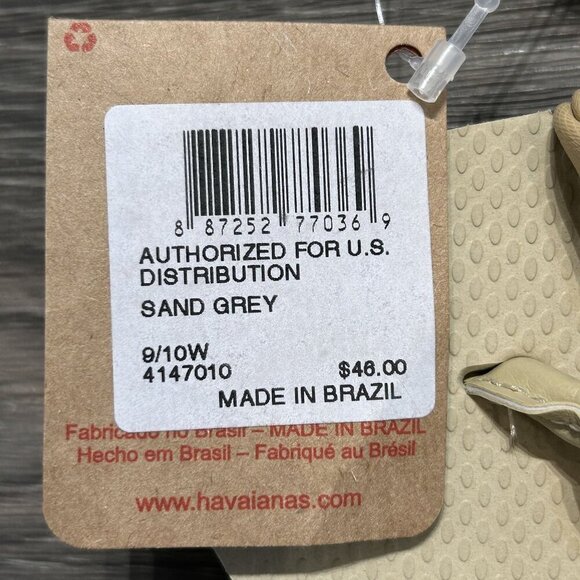 8 87252 77036 9
AUTHORIZED FOR U.S.
DISTRIBUTION
SAND GREY
9/10W
4147010 $46.00
MADE IN BRAZIL
Fabricado no Brasil – MADE IN BRAZIL
Hecho em Brasil – Fabriqué au Brésil
www.havaianas.com